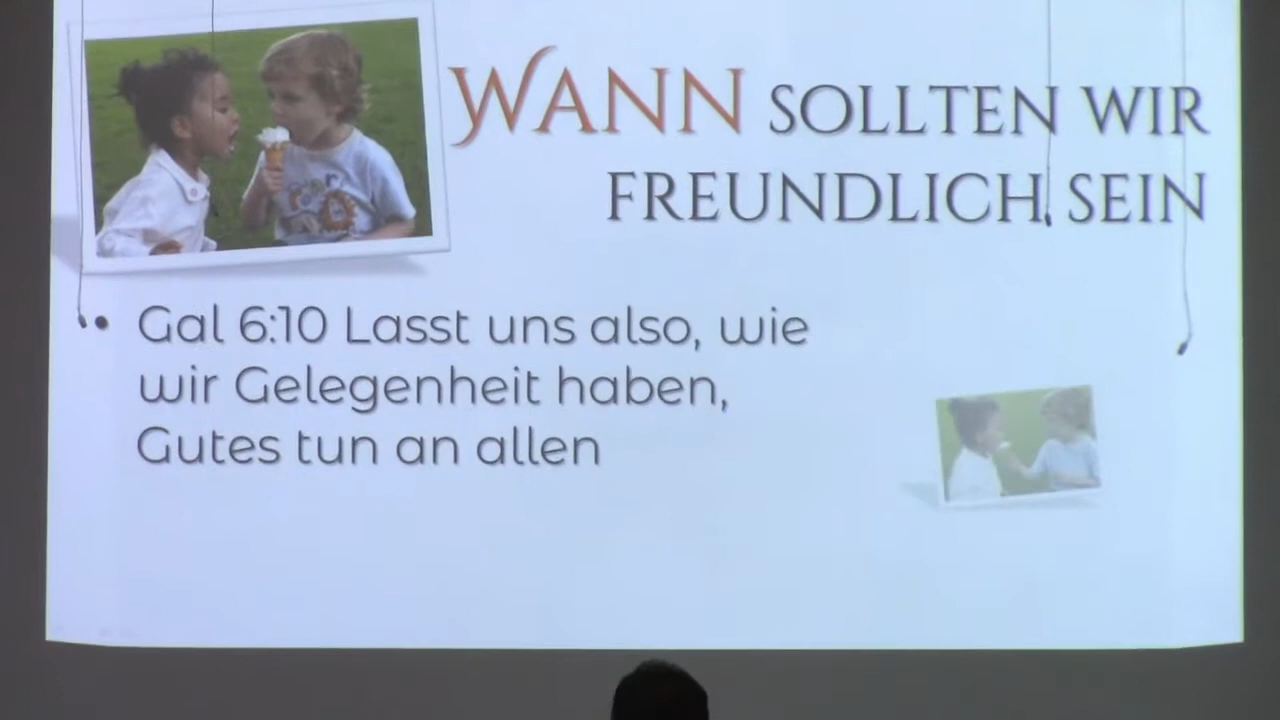 WANN SOLLTEN WIR
FREUNDLICH SEIN
• Gal 6:10 Lasst uns also, wie
wir Gelegenheit haben,
Gutes tun an allen